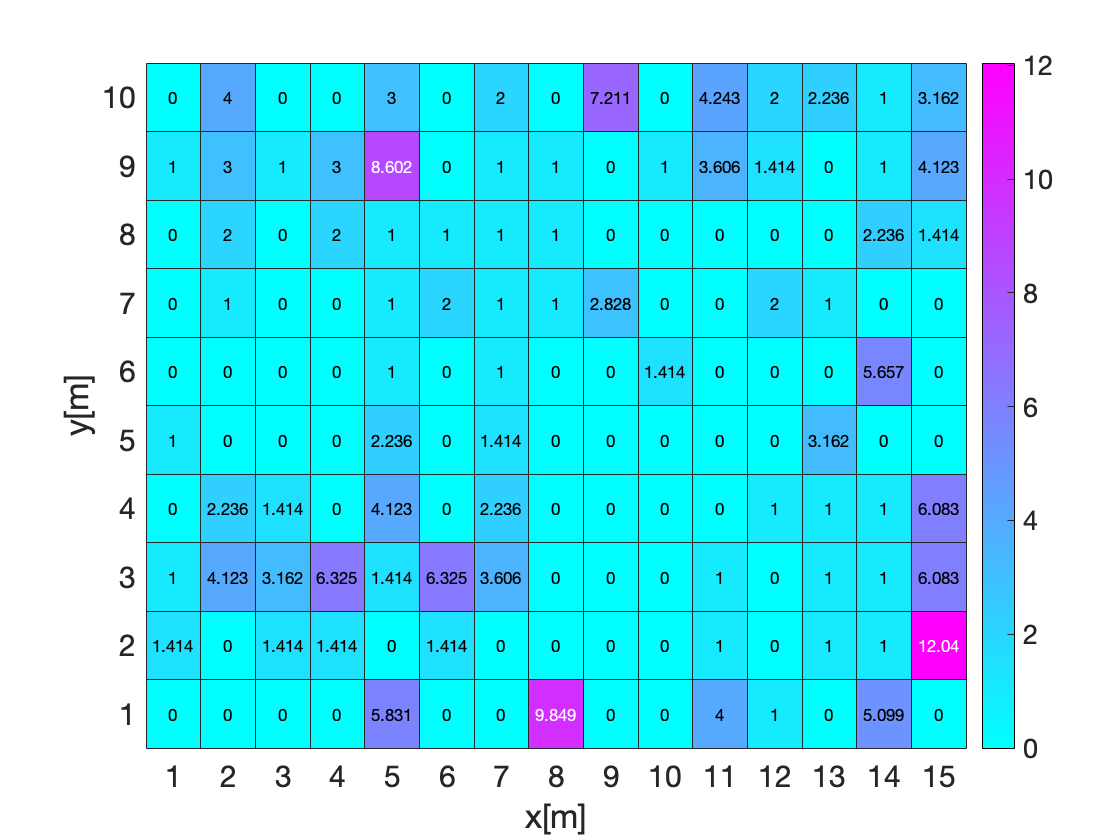 10 0 4 0 0 3 0 2 0 7.211 0 4.243 2 2.236 1 3.162
9 1 3 1 3 8.602 0 1 1 0 1 3.606 1.414 0 1 4.123
8 0 2 0 2 1 1 1 1 0 0 0 0 0 2.236 1.414
7 0 1 0 0 1 2 1 1 2.828 0 0 2 1 0 0
6 0 0 0 0 1 0 1 0 0 1.414 0 0 0 5.657 0
5 1 0 0 0 2.236 0 1.414 0 0 0 0 0 3.162 0 0
4 0 2.236 1.414 0 4.123 0 2.236 0 0 0 0 1 1 1 6.083
3 1 4.123 3.162 6.325 1.414 6.325 3.606 0 0 0 1 0 1 1 6.083
2 1.414 0 1.414 1.414 0 1.414 0 0 0 0 1 0 1 1 12.04
1 0 0 0 0 5.831 0 0 9.849 0 0 4 1 0 5.099 0
1 2 3 4 5 6 7 8 9 10 11 12 13 14 15
x[m]
y[m]
12
10
8
6
4
2
0